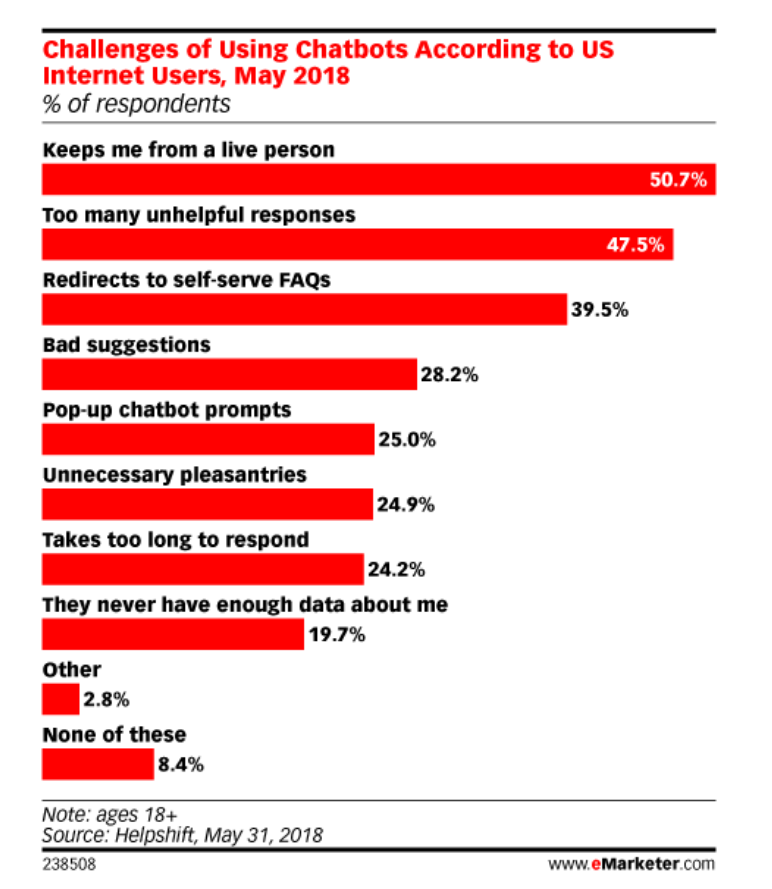 Challenges of Using Chatbots According to US
Internet Users, May 2018
% of respondents
Keeps me from a live person
50.7%
Too many unhelpful responses
47.5%
Redirects to self-serve FAQs
39.5%
Bad suggestions
28.2%
Pop-up chatbot prompts
25.0%
Unnecessary pleasantries
24.9%
Takes too long to respond
24.2%
They never have enough data about me
19.7%
Other
2.8%
None of these
8.4%
Note: ages 18+
Source: Helpshift, May 31, 2018
238508
www.eMarketer.com